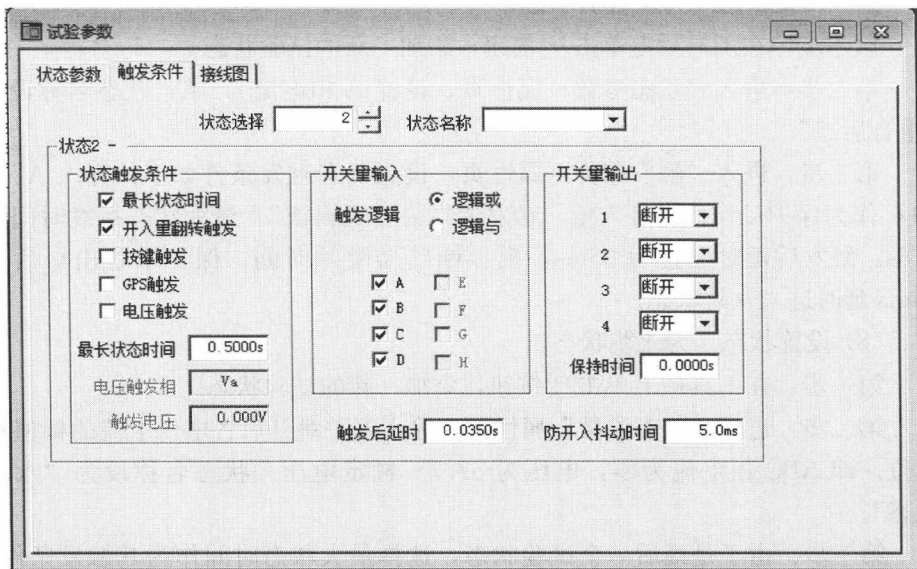 试验参数
状态参数 触发条件 接线图
状态选择 2 状态名称
状态2 -
状态触发条件
最长状态时间
开入量翻转触发
按键触发
GPS触发
电压触发
最长状态时间 0.5000s
电压触发相 Va
触发电压 0.000V
开关量输入
触发逻辑 逻辑或
逻辑与
A E
B F
C G
D H
开关量输出
1 断开
2 断开
3 断开
4 断开
保持时间 0.0000s
触发后延时 0.0350s 防开入抖动时间 5.0ms